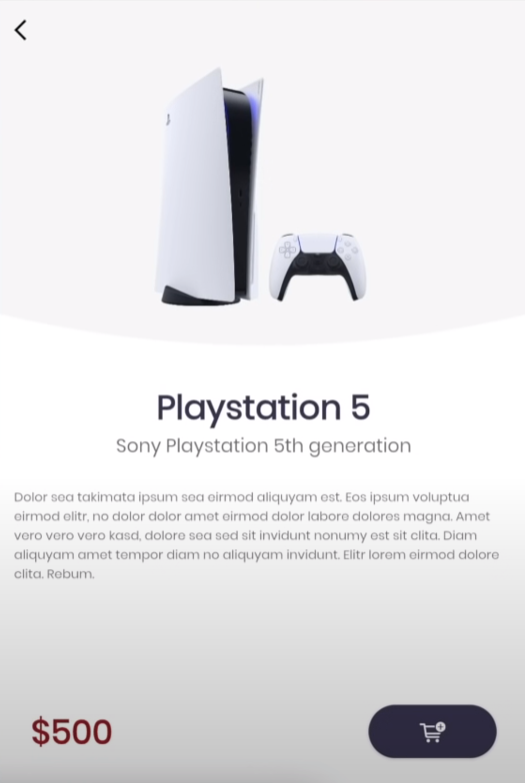 Playstation 5
Sony Playstation 5th generation
Dolor sea takimata ipsum sea eirmod aliquyam est. Eos ipsum voluptua
eirmod elitr, no dolor dolor amet eirmod dolor labore dolores magna. Amet
vero vero vero kasd, dolore sea sed sit invidunt nonumy est sit clita. Diam
aliquyam amet tempor diam no aliquyam invidunt. Elitr lorem eirmod dolore
clita. Rebum.
$500